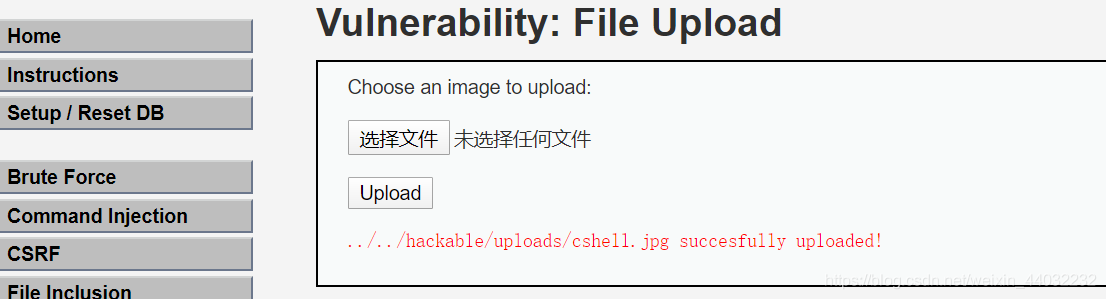 Vulnerability: File Upload
Home
Instructions
Setup / Reset DB
Brute Force
Command Injection
CSRF
File Inclusion
Choose an image to upload:
选择文件 未选择任何文件
Upload
../../hackable/uploads/cshell.jpg succesfully uploaded!
https://blog.csdn.net/weixin_44032232